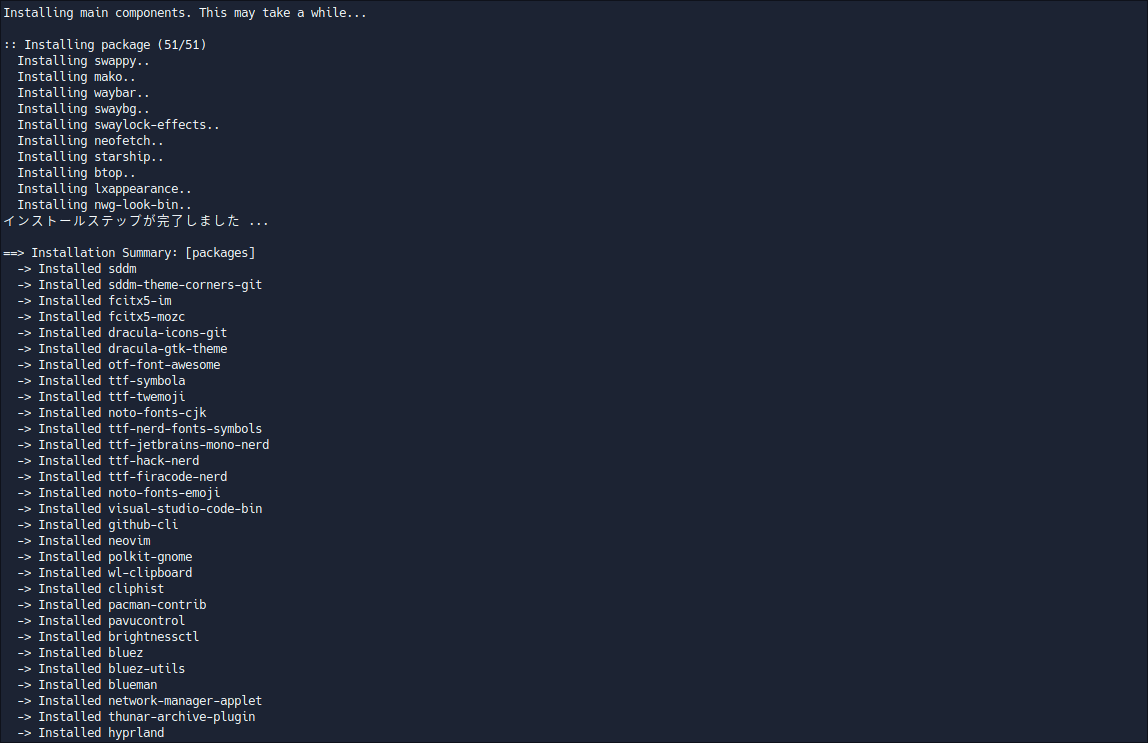 Installing main components. This may take a while...
:: Installing package (51/51)
Installing swappy..
Installing mako..
Installing waybar..
Installing swaybg..
Installing swaylock-effects..
Installing neofetch..
Installing starship..
Installing btop..
Installing lxappearance..
Installing nwg-look-bin..
インストールステップが完了しました ...
==> Installation Summary: [packages]
-> Installed sddm
-> Installed sddm-theme-corners-git
-> Installed fcitx5-im
-> Installed fcitx5-mozc
-> Installed dracula-icons-git
-> Installed dracula-gtk-theme
-> Installed otf-font-awesome
-> Installed ttf-symbola
-> Installed ttf-twemoji
-> Installed noto-fonts-cjk
-> Installed ttf-nerd-fonts-symbols
-> Installed ttf-jetbrains-mono-nerd
-> Installed ttf-hack-nerd
-> Installed ttf-firacode-nerd
-> Installed noto-fonts-emoji
-> Installed visual-studio-code-bin
-> Installed github-cli
-> Installed neovim
-> Installed polkit-gnome
-> Installed wl-clipboard
-> Installed cliphist
-> Installed pacman-contrib
-> Installed pavucontrol
-> Installed brightnessctl
-> Installed bluez
-> Installed bluez-utils
-> Installed blueman
-> Installed network-manager-applet
-> Installed thunar-archive-plugin
-> Installed hyprland